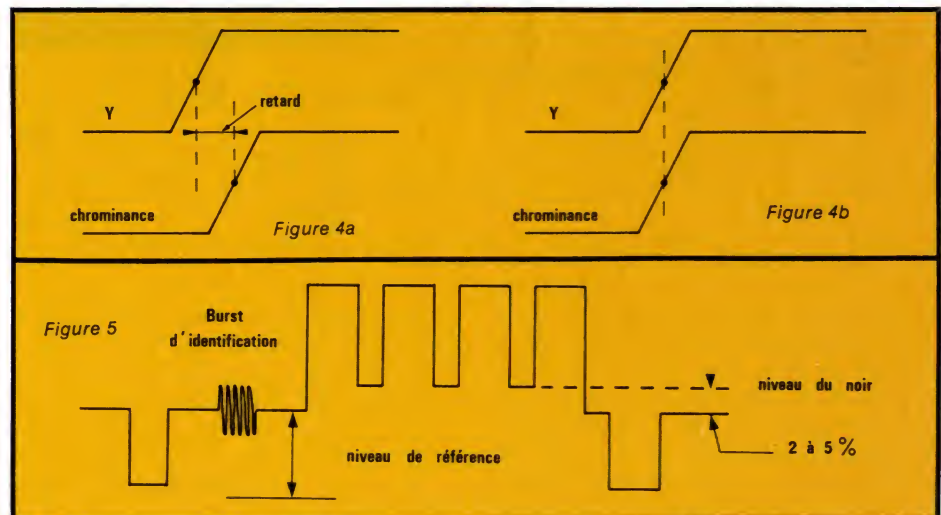 Y
retard
chrominance
Figure 4a
Y
chrominance
Figure 4b
Figure 5
Burst
d'identification
niveau de référence
niveau du noir
2 à 5 %